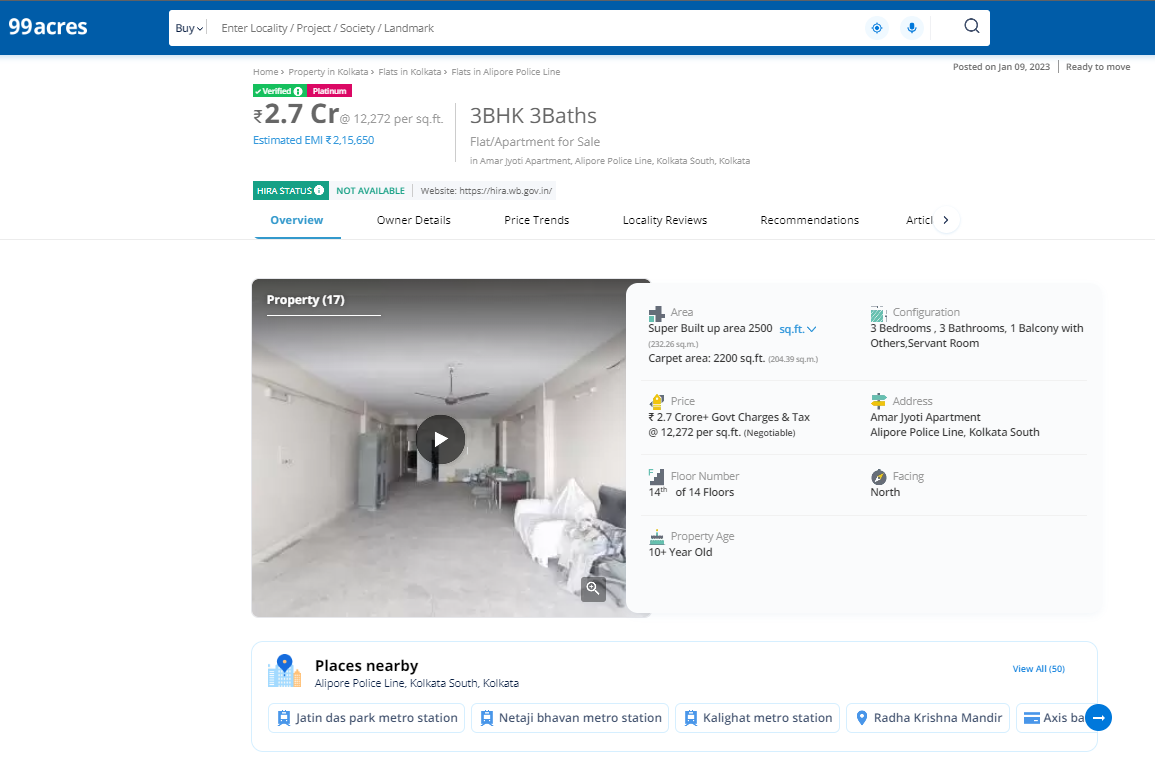 99acres
Buy
Enter Locality / Project / Society / Landmark
Home › Property in Kolkata › Flats in Kolkata › Flats in Alipore Police Line
Posted on Jan 09, 2023 | Ready to move
Verified Platinum
₹2.7 Cr @ 12,272 per sq.ft.
Estimated EMI ₹ 2,15,650
3BHK 3Baths
Flat/Apartment for Sale
in Amar Jyoti Apartment, Alipore Police Line, Kolkata South, Kolkata
HIRA STATUS NOT AVAILABLE | Website: https://hira.wb.gov.in/
Overview Owner Details Price Trends Locality Reviews Recommendations Articl
Property (17)
Area
Super Built up area 2500 sq.ft.
(232.26 sq.m.)
Carpet area: 2200 sq.ft. (204.39 sq.m.)
Configuration
3 Bedrooms , 3 Bathrooms, 1 Balcony with
Others,Servant Room
Price
₹ 2.7 Crore+ Govt Charges & Tax
@ 12,272 per sq.ft. (Negotiable)
Address
Amar Jyoti Apartment
Alipore Police Line, Kolkata South
F
Floor Number
14th of 14 Floors
Facing
North
Property Age
10+ Year Old
Places nearby
Alipore Police Line, Kolkata South, Kolkata
View All (50)
Jatin das park metro station
Netaji bhavan metro station
Kalighat metro station
Radha Krishna Mandir
Axis ba